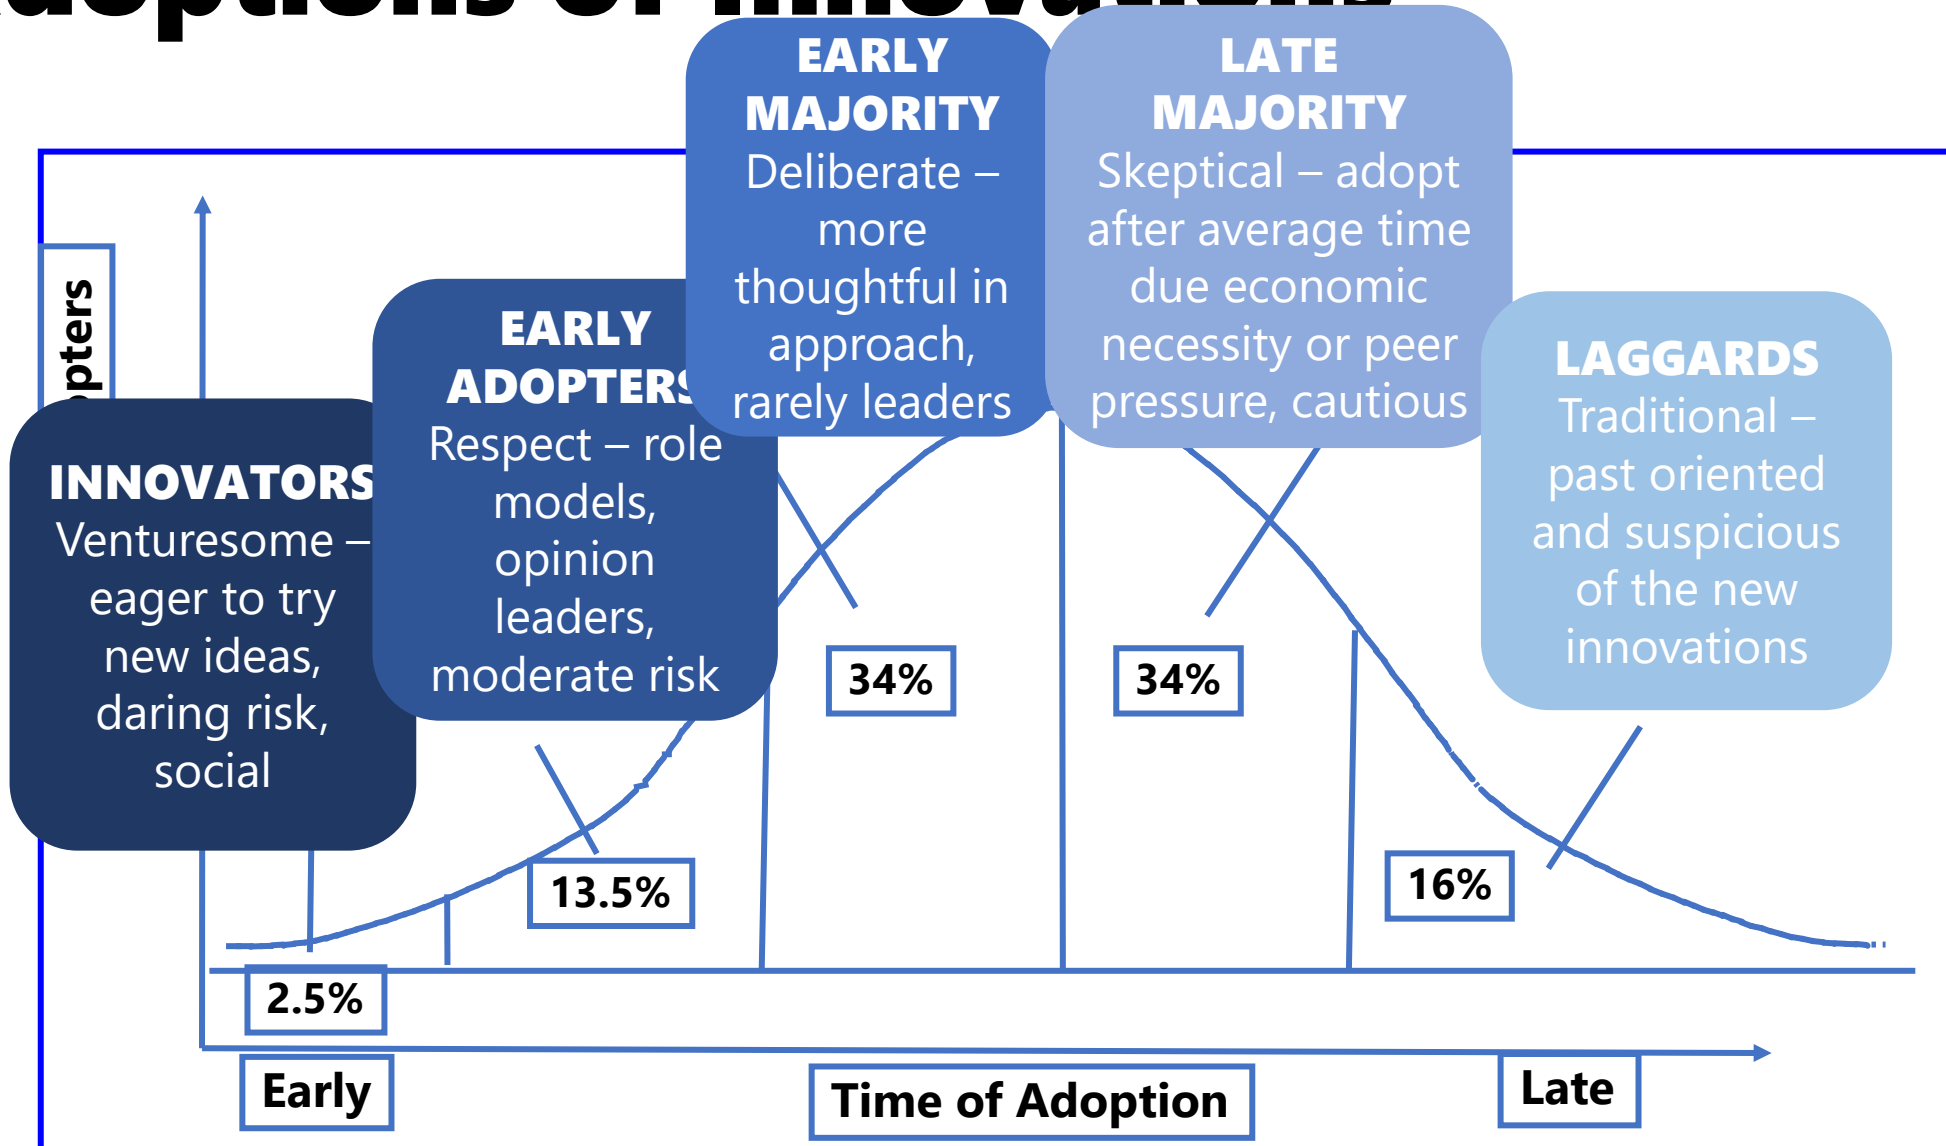 of Innovations
EARLY
MAJORITY
Deliberate –
more
thoughtful in
approach,
rarely leaders
LATE
MAJORITY
Skeptical – adopt
after average time
due economic
necessity or peer
pressure, cautious
EARLY
ADOPTERS
Respect – role
models,
opinion
leaders,
moderate risk
LAGGARDS
Traditional –
past oriented
and suspicious
of the new
innovations
INNOVATORS
Venturesome –
eager to try
new ideas,
daring risk,
social
34%
34%
13.5%
16%
2.5%
Early
Time of Adoption
Late